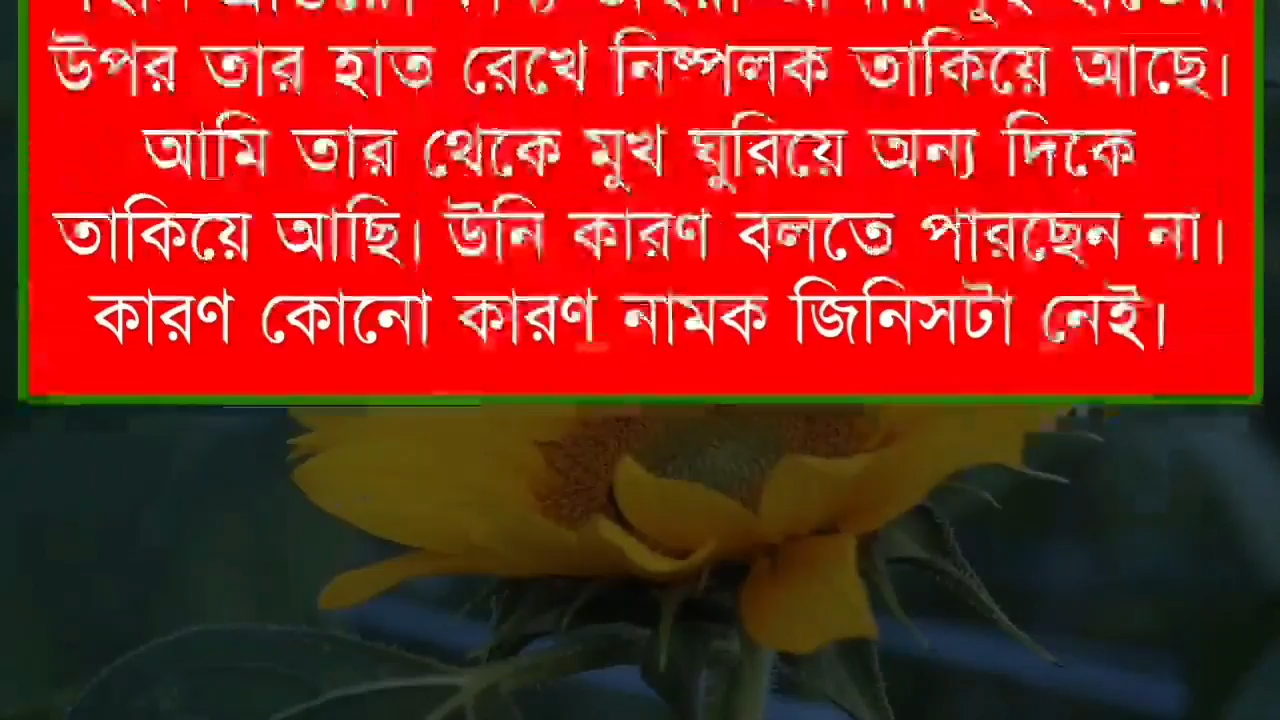 উপর তার হাত রেখে নিষ্পলক তাকিয়ে আছে।
আমি তার থেকে মুখ ঘুরিয়ে অন্য দিকে
তাকিয়ে আছি। উনি কারণ বলতে পারছেন না।
কারণ কোনো কারণ নামক জিনিসটা নেই।